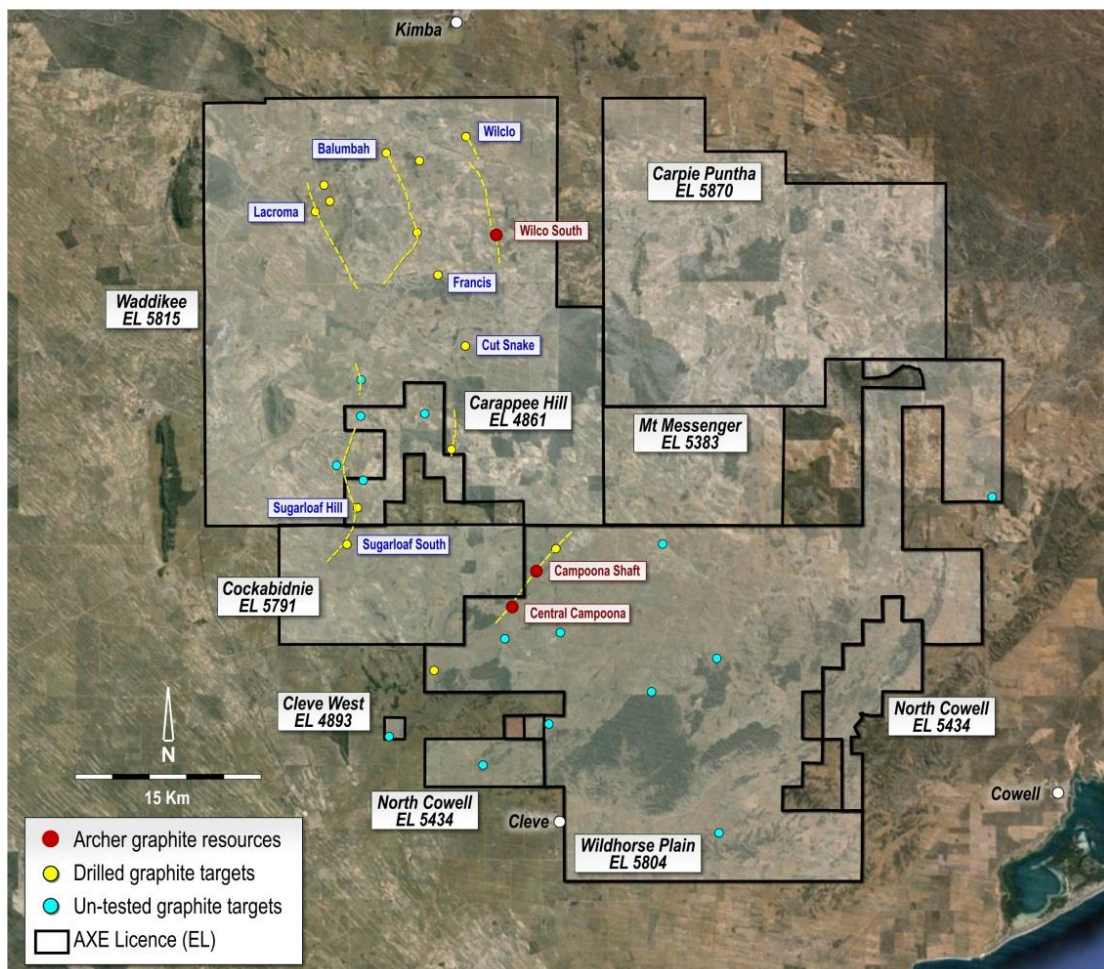 Kimba
Wilclo
Balumbah
Carpie Puntha
EL 5870
Lacroma
Wilco South
Francis
Waddikee
EL 5815
Cut Snake
Carappee Hill
EL 4861
Mt Messenger
EL 5383
Sugarloaf Hill
Sugarloaf South
Campoona Shaft
Cockabidnie
EL 5791
Central Campoona
Cleve West
EL 4893
North Cowell
EL 5434
N
15 Km
North Cowell
EL 5434
Cowell
Cleve
Wildhorse Plain
EL 5804
Archer graphite resources
Drilled graphite targets
Un-tested graphite targets
AXE Licence (EL)